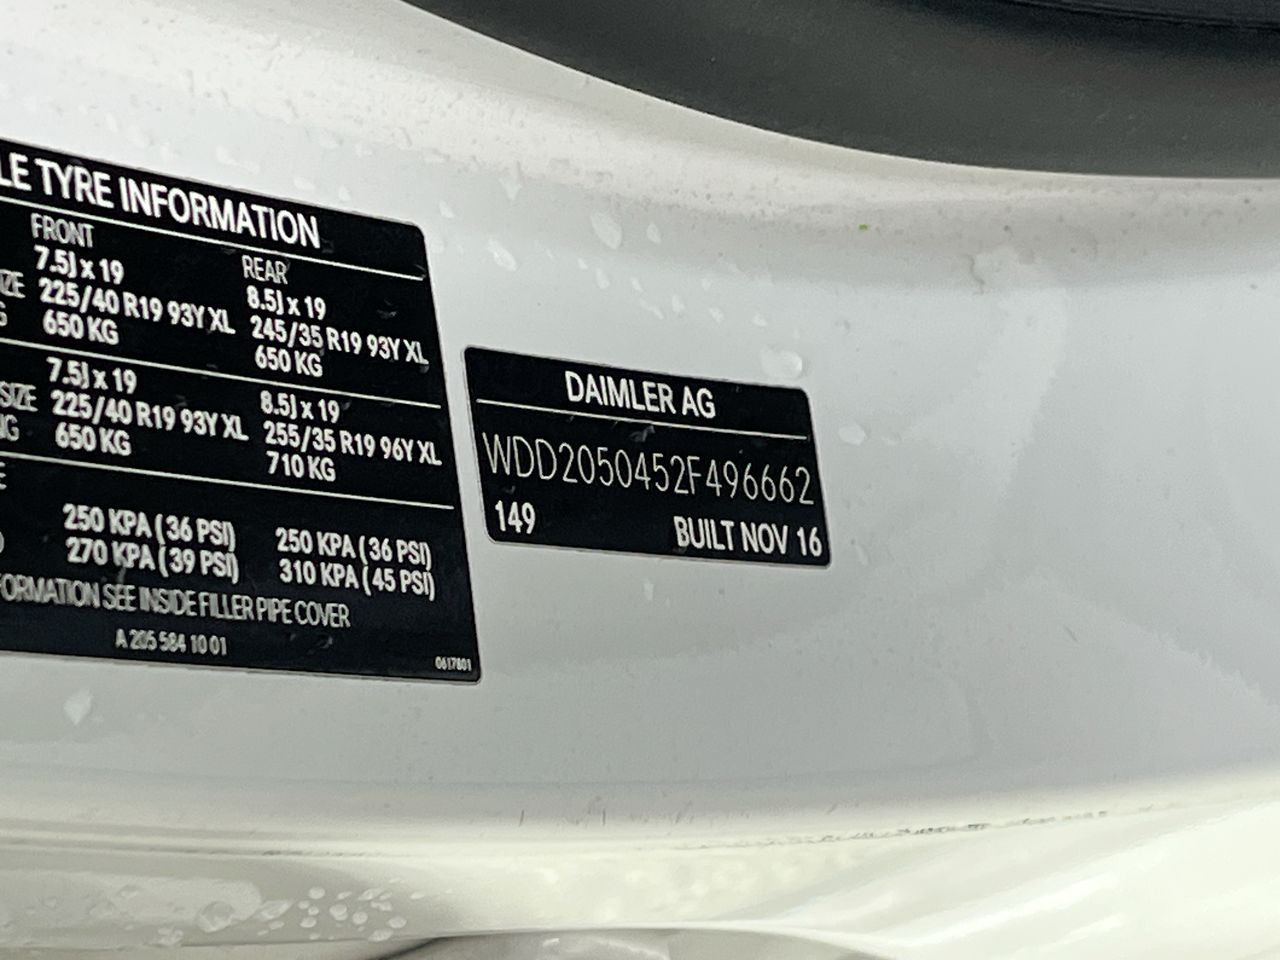 LE TYRE INFORMATION
FRONT REAR
7.5J x 19 8.5J x 19
225/40 R19 93Y XL 245/35 R19 93Y XL
650 KG 650 KG
7.5J x 19 8.5J x 19
SIZE 225/40 R19 93Y XL 255/35 R19 96Y XL
650 KG 710 KG
250 KPA (36 PSI) 250 KPA (36 PSI)
270 KPA (39 PSI) 310 KPA (45 PSI)
FORMATION SEE INSIDE FILLER PIPE COVER
A 205 584 10 01
0617801
DAIMLER AG
WDD2050452F496662
149 BUILT NOV 16